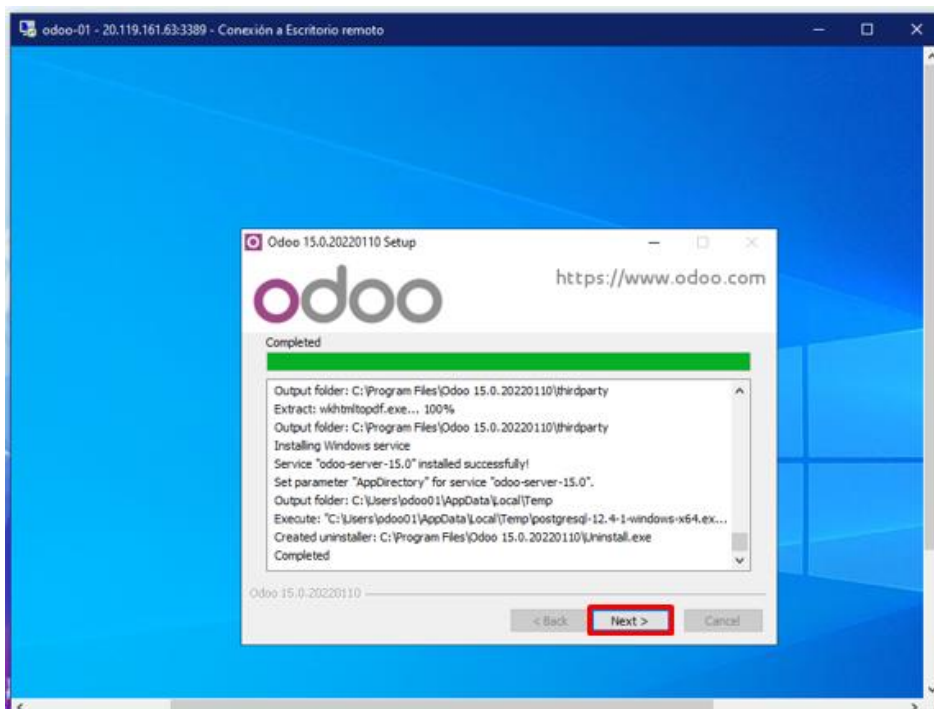 odoo-01 - 20.119.161.63:3389 - Conexión a Escritorio remoto
Odoo 15.0.20220110 Setup
odoo
https://www.odoo.com
Completed
Output folder: C:\Program Files\Odoo 15.0.20220110\thirdparty
Extract: wkhtmltopdf.exe... 100%
Output folder: C:\Program Files\Odoo 15.0.20220110\thirdparty
Installing Windows service
Service "odoo-server-15.0" installed successfully!
Set parameter "AppDirectory" for service "odoo-server-15.0".
Output folder: C:\Users\odoo01\AppData\Local\Temp
Execute: "C:\Users\odoo01\AppData\Local\Temp\postgresql-12.4-1-windows-x64.ex...
Created uninstaller: C:\Program Files\Odoo 15.0.20220110\Uninstall.exe
Completed
Odoo 15.0.20220110
< Back Next > Cancel